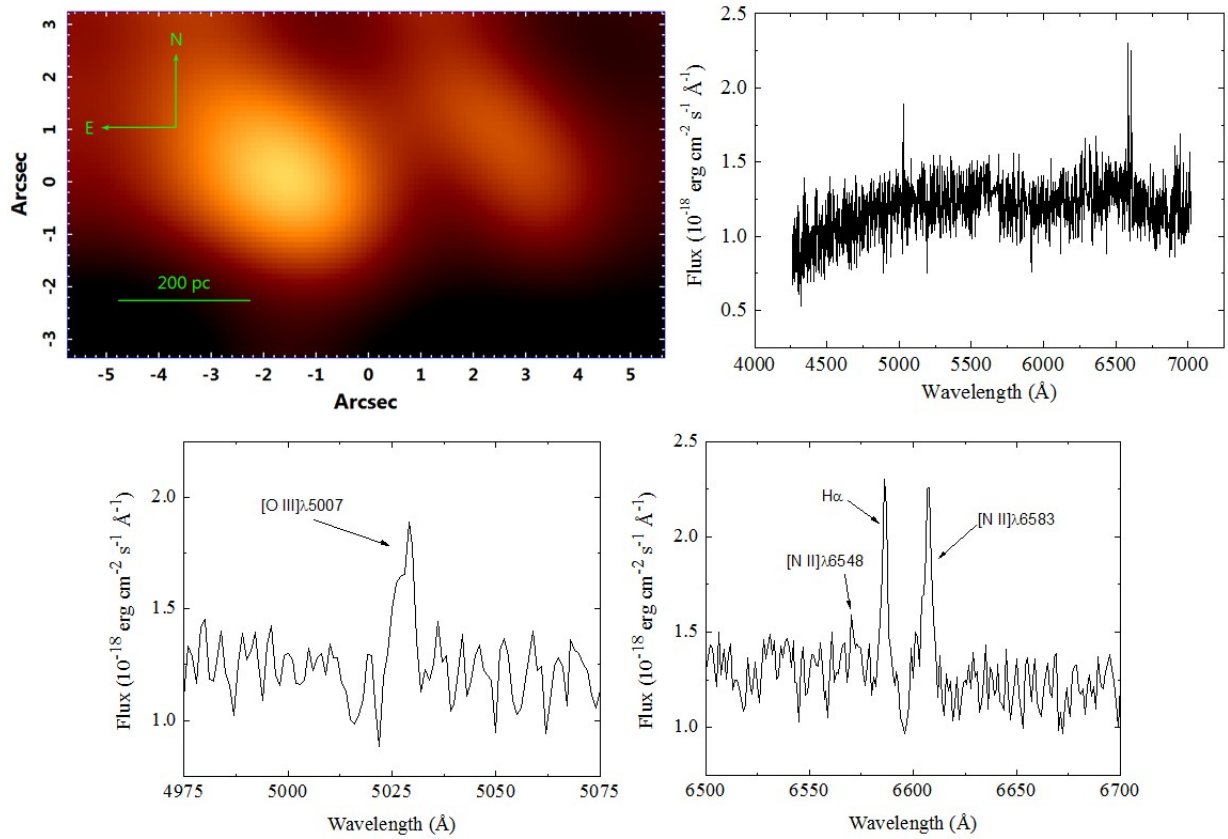 3
2
1
0
-1
-2
-3
Arcsec
N
E
200 pc
-5 -4 -3 -2 -1 0 1 2 3 4 5
Arcsec
2.5
2.0
1.5
1.0
0.5
Flux (10⁻¹⁸ erg cm⁻² s⁻¹ Å⁻¹)
4000 4500 5000 5500 6000 6500 7000
Wavelength (Å)
2.0
1.5
1.0
Flux (10⁻¹⁸ erg cm⁻² s⁻¹ Å⁻¹)
[O III]λ5007
4975 5000 5025 5050 5075
Wavelength (Å)
2.5
2.0
1.5
1.0
Flux (10⁻¹⁸ erg cm⁻² s⁻¹ Å⁻¹)
Hα
[N II]λ6583
[N II]λ6548
6500 6550 6600 6650 6700
Wavelength (Å)